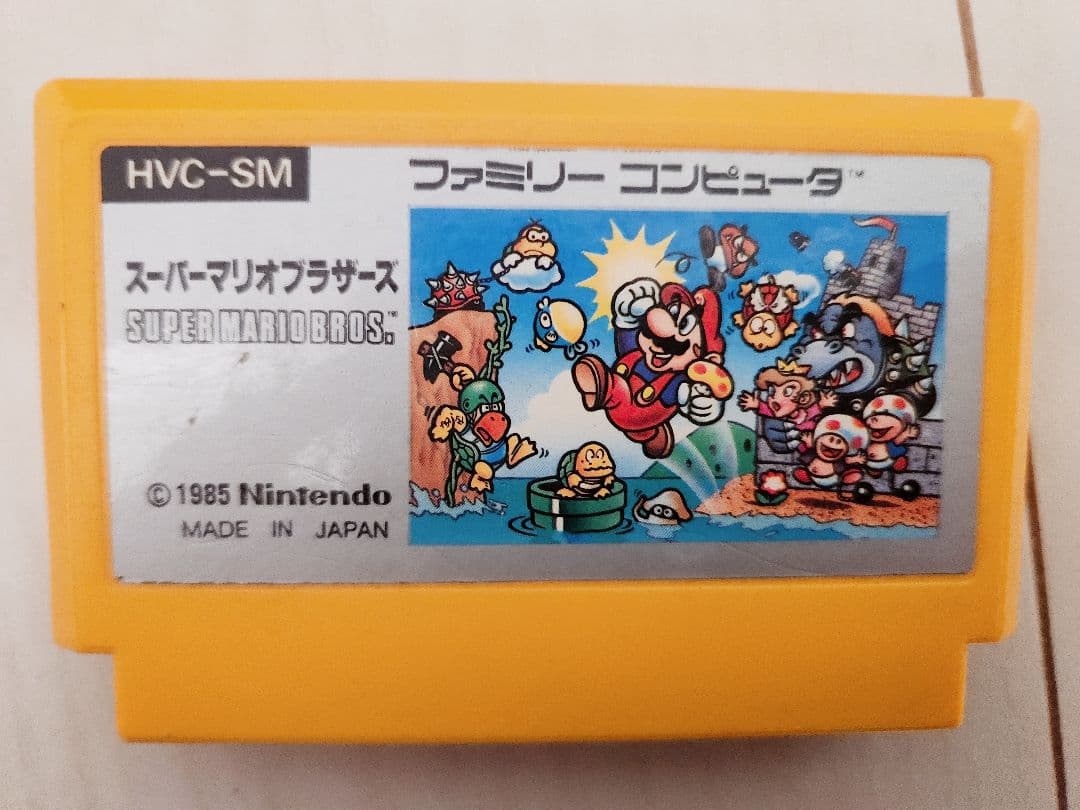 HVC-SM
ファミリー コンピュータ™
スーパーマリオブラザーズ
SUPER MARIO BROS.™
©1985 Nintendo
MADE IN JAPAN